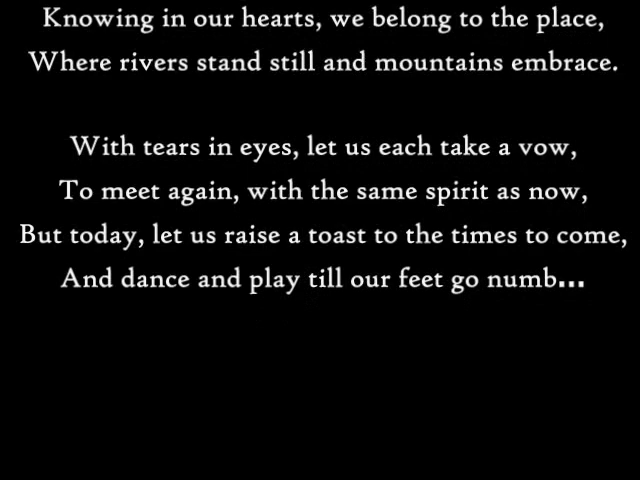 Knowing in our hearts, we belong to the place,
Where rivers stand still and mountains embrace.
With tears in eyes, let us each take a vow,
To meet again, with the same spirit as now,
But today, let us raise a toast to the times to come,
And dance and play till our feet go numb...